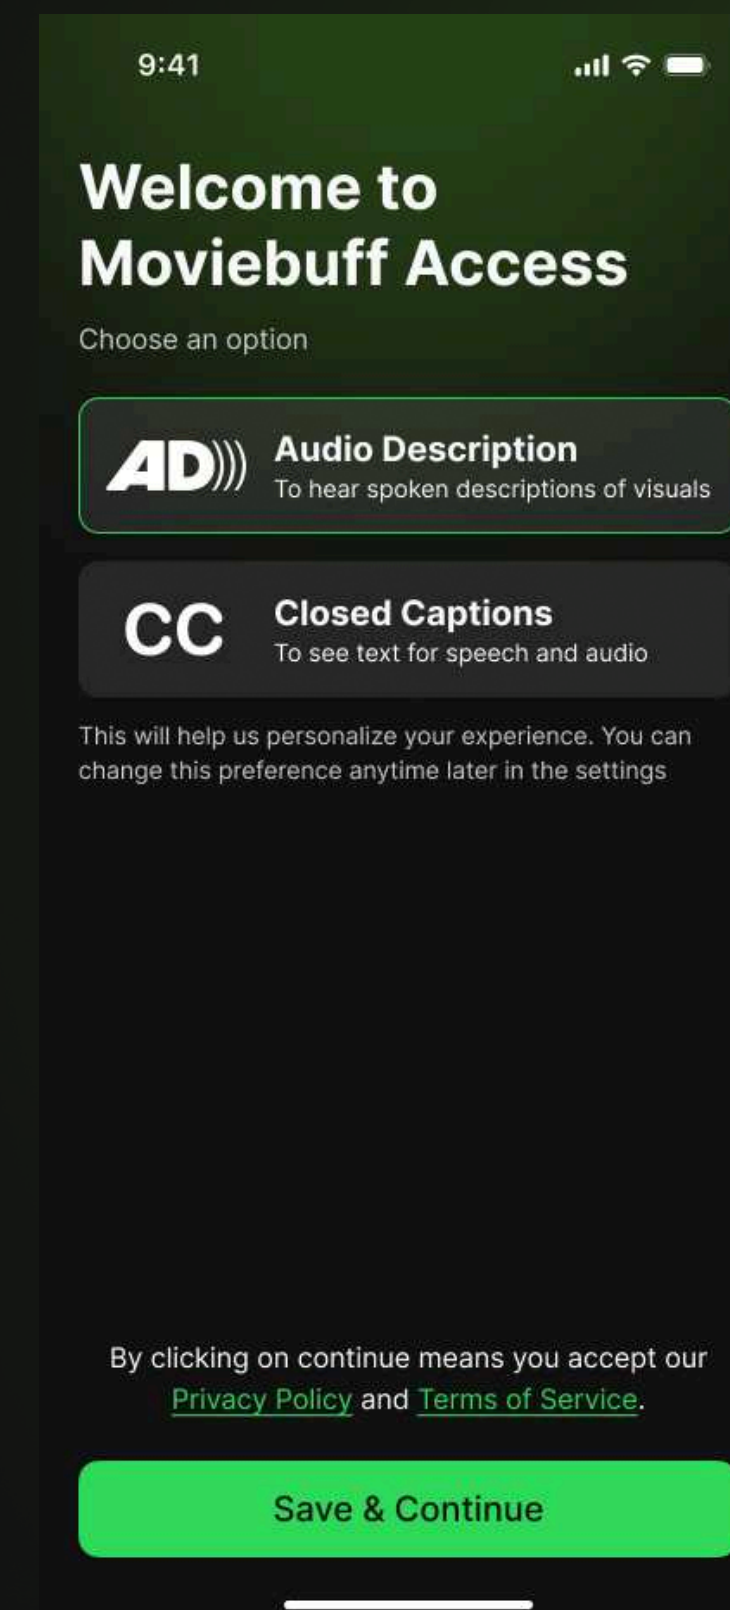 9:41
Welcome to
Moviebuff Access
Choose an option
AD
Audio Description
To hear spoken descriptions of visuals
CC
Closed Captions
To see text for speech and audio
This will help us personalize your experience. You can
change this preference anytime later in the settings
By clicking on continue means you accept our
Privacy Policy and Terms of Service.
Save & Continue